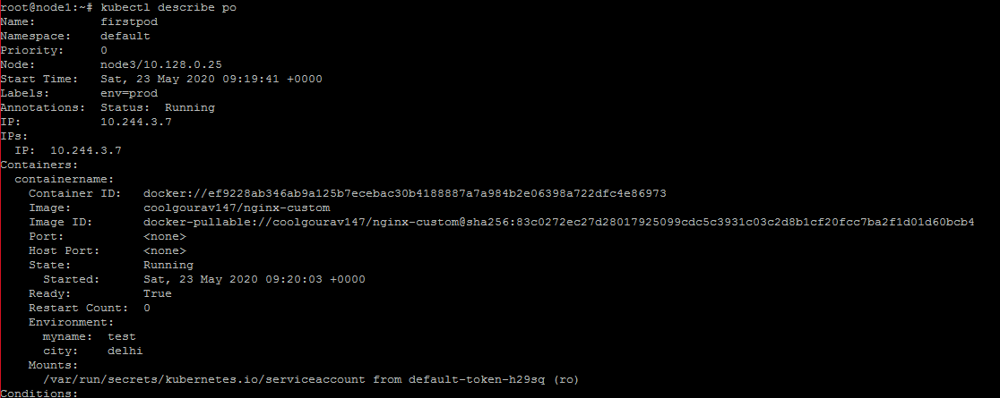 root@node1:~# kubectl describe po
Name:         firstpod
Namespace:    default
Priority:     0
Node:         node3/10.128.0.25
Start Time:   Sat, 23 May 2020 09:19:41 +0000
Labels:       env=prod
Annotations:  Status:  Running
IP:           10.244.3.7
IPs:
  IP:  10.244.3.7
Containers:
  containername:
    Container ID:   docker://ef9228ab346ab9a125b7ecebac30b4188887a7a984b2e06398a722dfc4e86973
    Image:          coolgourav147/nginx-custom
    Image ID:       docker-pullable://coolgourav147/nginx-custom@sha256:83c0272ec27d28017925099cdc5c3931c03c2d8b1cf20fcc7ba2f1d01d60bcb4
    Port:           <none>
    Host Port:      <none>
    State:          Running
      Started:      Sat, 23 May 2020 09:20:03 +0000
    Ready:          True
    Restart Count:  0
    Environment:
      myname:  test
      city:    delhi
    Mounts:
      /var/run/secrets/kubernetes.io/serviceaccount from default-token-h29sq (ro)
Conditions: